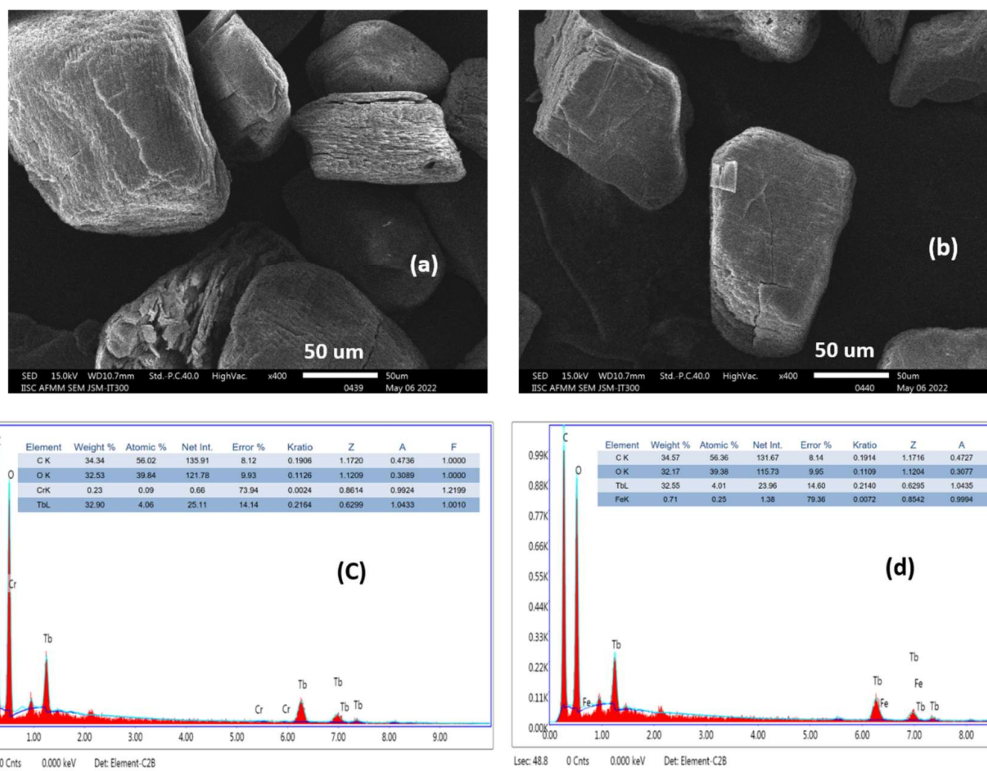 (a)
50 um
SED 15.0kV WD10.7mm Std.-P.C.40.0 HighVac. x400 50um
IISC AFMM SEM JSM-IT300 0439 May 06 2022
(b)
50 um
SED 15.0kV WD10.7mm Std.-P.C.40.0 HighVac. x400 50um
IISC AFMM SEM JSM-IT300 0440 May 06 2022
Element Weight % Atomic % Net Int. Error % Kratio Z A F
C K 34.34 56.02 135.91 8.12 0.1906 1.1720 0.4736 1.0000
O K 32.53 39.84 121.78 9.93 0.1126 1.1209 0.3089 1.0000
CrK 0.23 0.09 0.66 73.94 0.0024 0.8614 0.9924 1.2199
TbL 32.90 4.06 25.11 14.14 0.2164 0.6299 1.0433 1.0010
O
(C)
Cr
Tb
Cr Cr Tb Tb Tb Tb
1.00 2.00 3.00 4.00 5.00 6.00 7.00 8.00 9.00
0 Cnts 0.000 keV Det: Element-C2B
C
Element Weight % Atomic % Net Int. Error % Kratio Z A
C K 34.57 56.36 131.67 8.14 0.1914 1.1716 0.4727
O K 32.17 39.38 115.73 9.95 0.1109 1.1204 0.3077
TbL 32.55 4.01 23.96 14.60 0.2140 0.6295 1.0435
FeK 0.71 0.25 1.38 79.36 0.0072 0.8542 0.9994
O
(d)
0.99K
0.88K
0.77K
0.66K
0.55K
0.44K
0.33K
0.22K
0.11K
0.00K
Tb
Tb
Fe
Tb
Fe
Fe
Tb Tb
0.00 1.00 2.00 3.00 4.00 5.00 6.00 7.00 8.00
Lsec: 48.8 0 Cnts 0.000 keV Det: Element-C2B